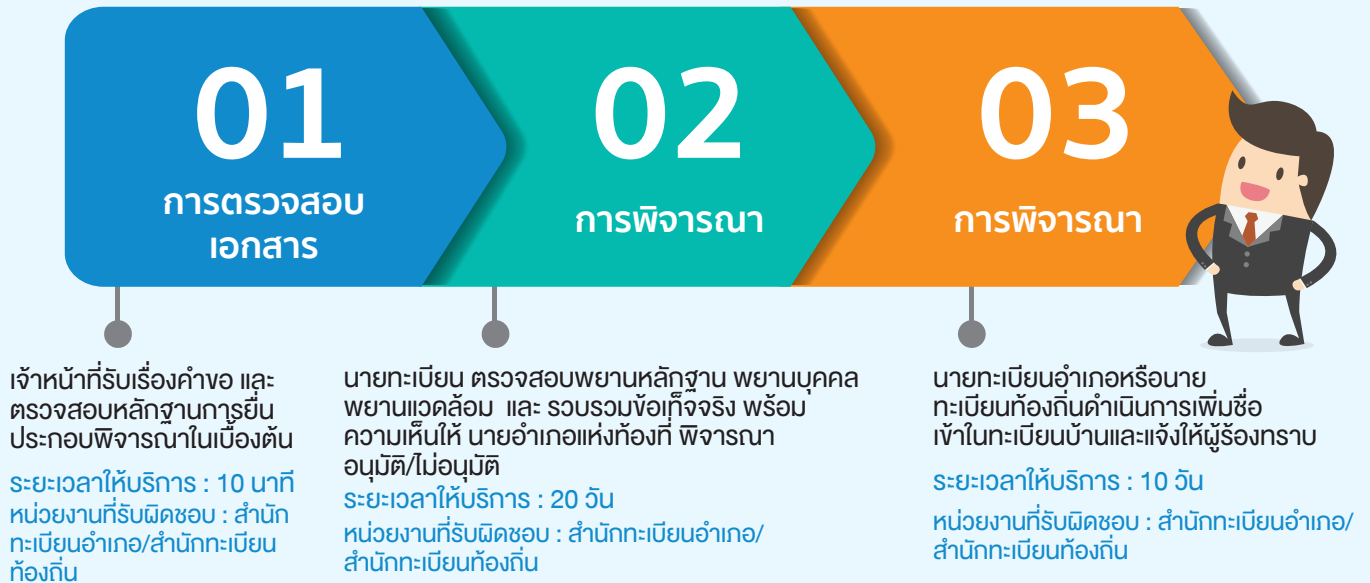 01
การตรวจสอบ
เอกสาร
02
การพิจารณา
03
การพิจารณา
เจ้าหน้าที่รับเรื่องคำขอ และ
ตรวจสอบหลักฐานการยื่น
ประกอบพิจารณาในเบื้องต้น
ระยะเวลาให้บริการ : 10 นาที
หน่วยงานที่รับผิดชอบ : สำนัก
ทะเบียนอำเภอ/สำนักทะเบียน
ท้องถิ่น
นายทะเบียน ตรวจสอบพยานหลักฐาน พยานบุคคล
พยานแวดล้อม และ รวบรวมข้อเท็จจริง พร้อม
ความเห็นให้ นายอำเภอแห่งท้องที่ พิจารณา
อนุมัติ/ไม่อนุมัติ
ระยะเวลาให้บริการ : 20 วัน
หน่วยงานที่รับผิดชอบ : สำนักทะเบียนอำเภอ/
สำนักทะเบียนท้องถิ่น
นายทะเบียนอำเภอหรือนาย
ทะเบียนท้องถิ่นดำเนินการเพิ่มชื่อ
เข้าในทะเบียนบ้านและแจ้งให้ผู้ร้องทราบ
ระยะเวลาให้บริการ : 10 วัน
หน่วยงานที่รับผิดชอบ : สำนักทะเบียนอำเภอ/
สำนักทะเบียนท้องถิ่น